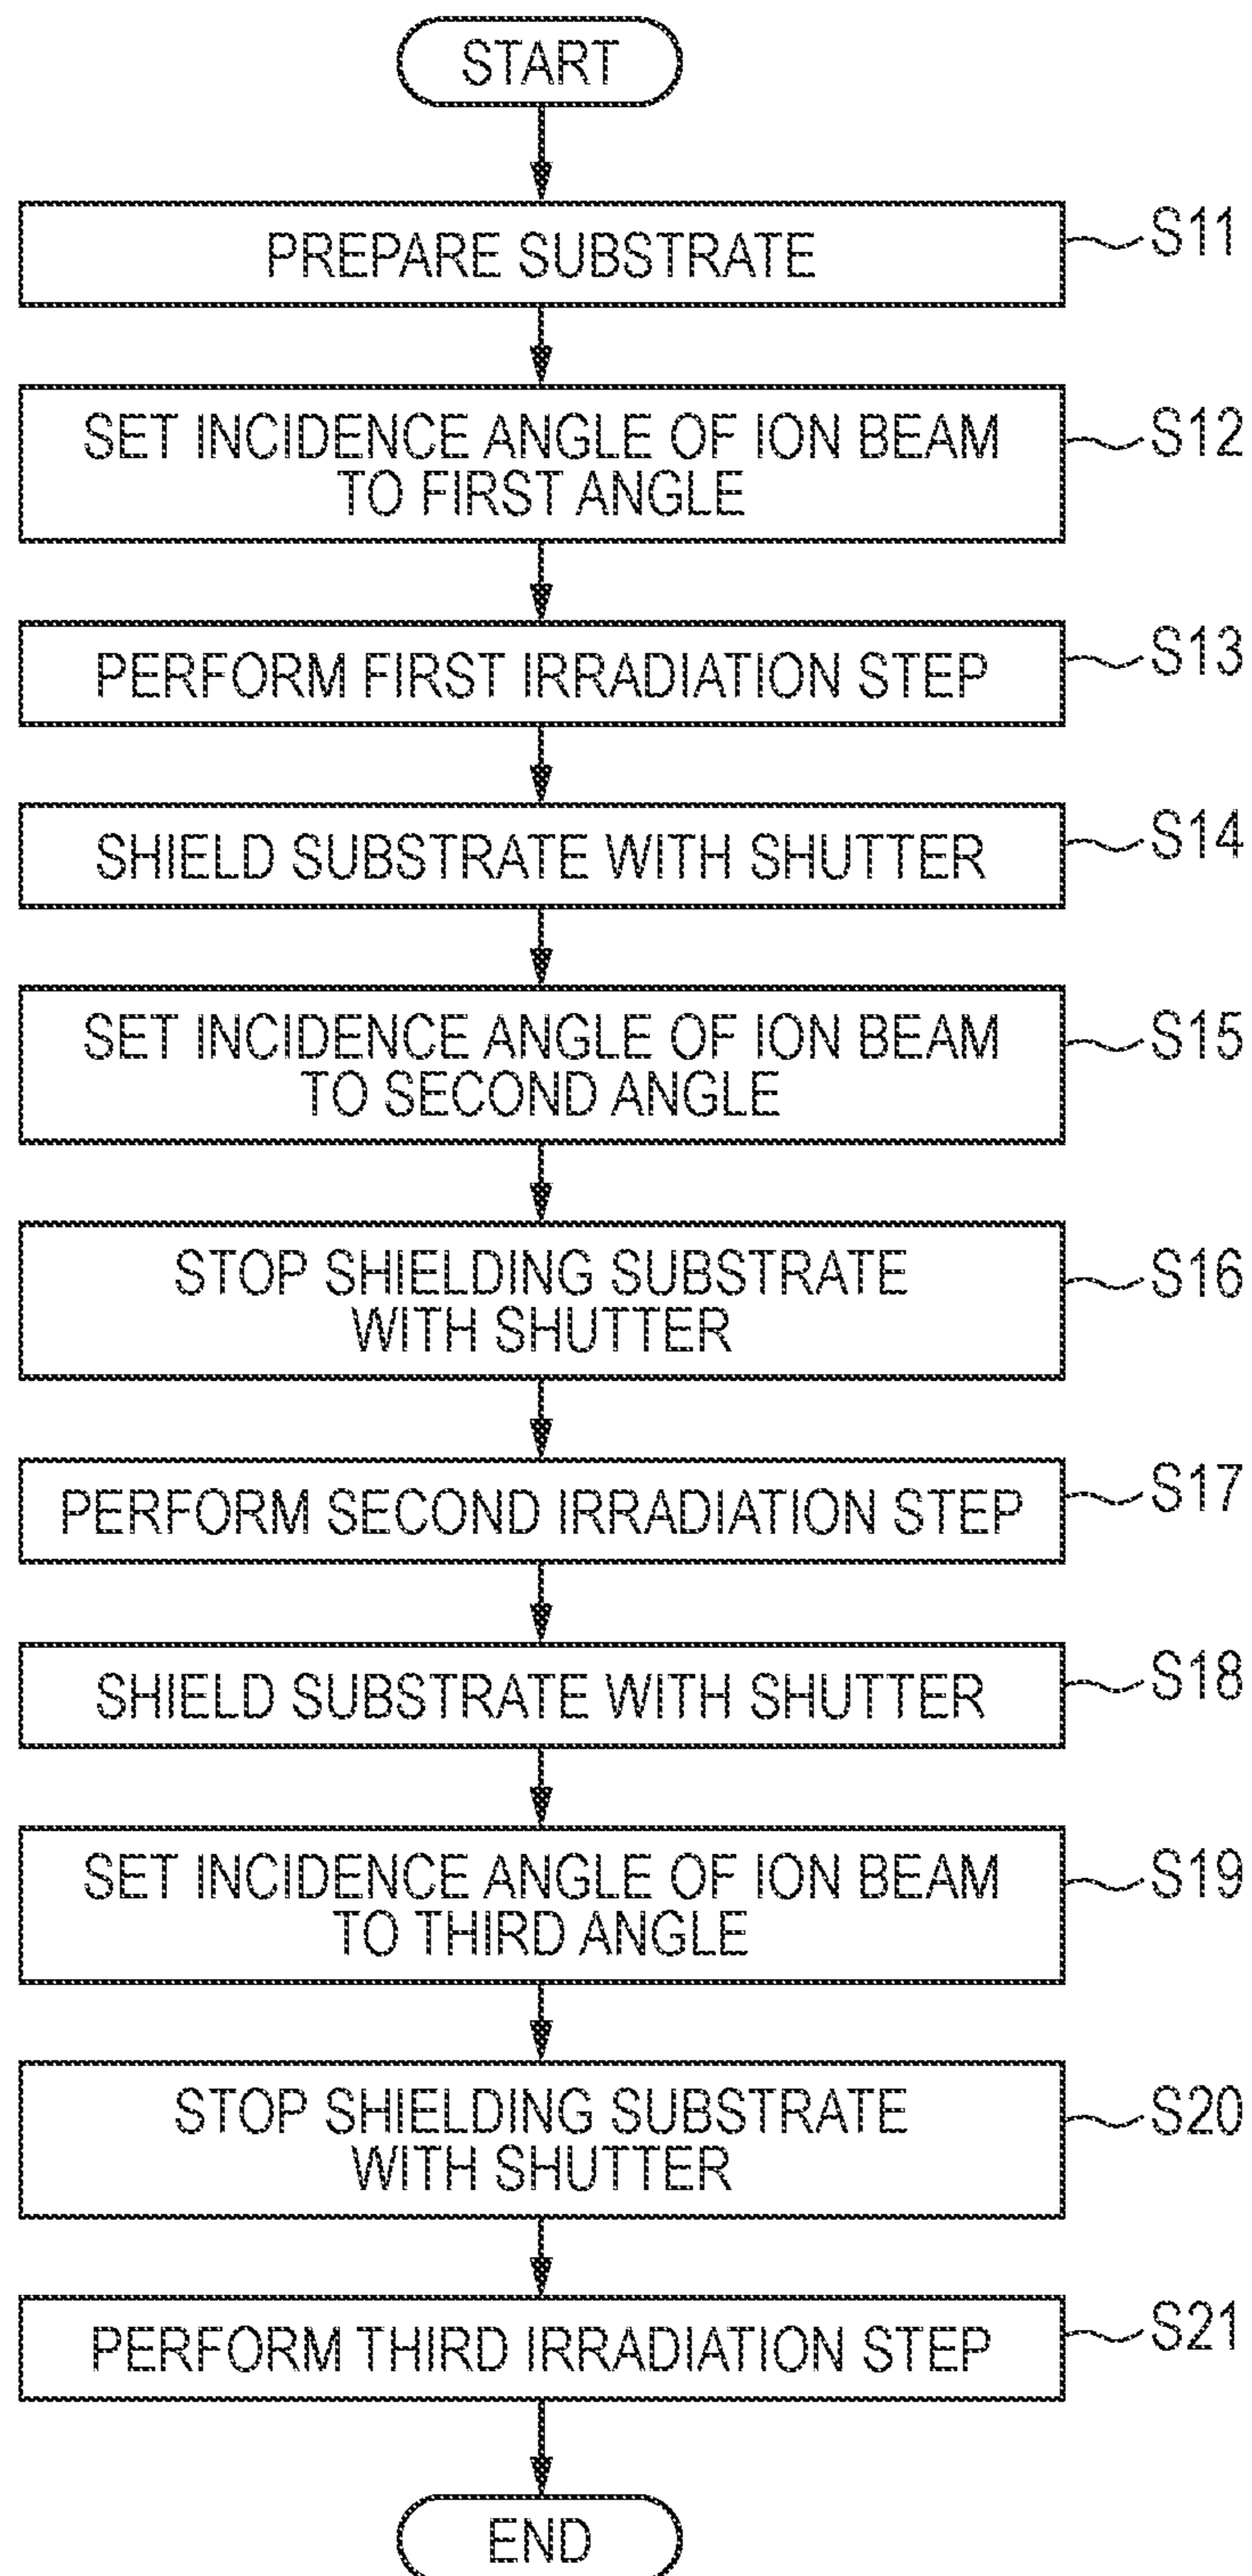 START
PREPARE SUBSTRATE
S11
SET INCIDENCE ANGLE OF ION BEAM
TO FIRST ANGLE
S12
PERFORM FIRST IRRADIATION STEP
S13
SHIELD SUBSTRATE WITH SHUTTER
S14
SET INCIDENCE ANGLE OF ION BEAM
TO SECOND ANGLE
S15
STOP SHIELDING SUBSTRATE
WITH SHUTTER
S16
PERFORM SECOND IRRADIATION STEP
S17
SHIELD SUBSTRATE WITH SHUTTER
S18
SET INCIDENCE ANGLE OF ION BEAM
TO THIRD ANGLE
S19
STOP SHIELDING SUBSTRATE
WITH SHUTTER
S20
PERFORM THIRD IRRADIATION STEP
S21
END